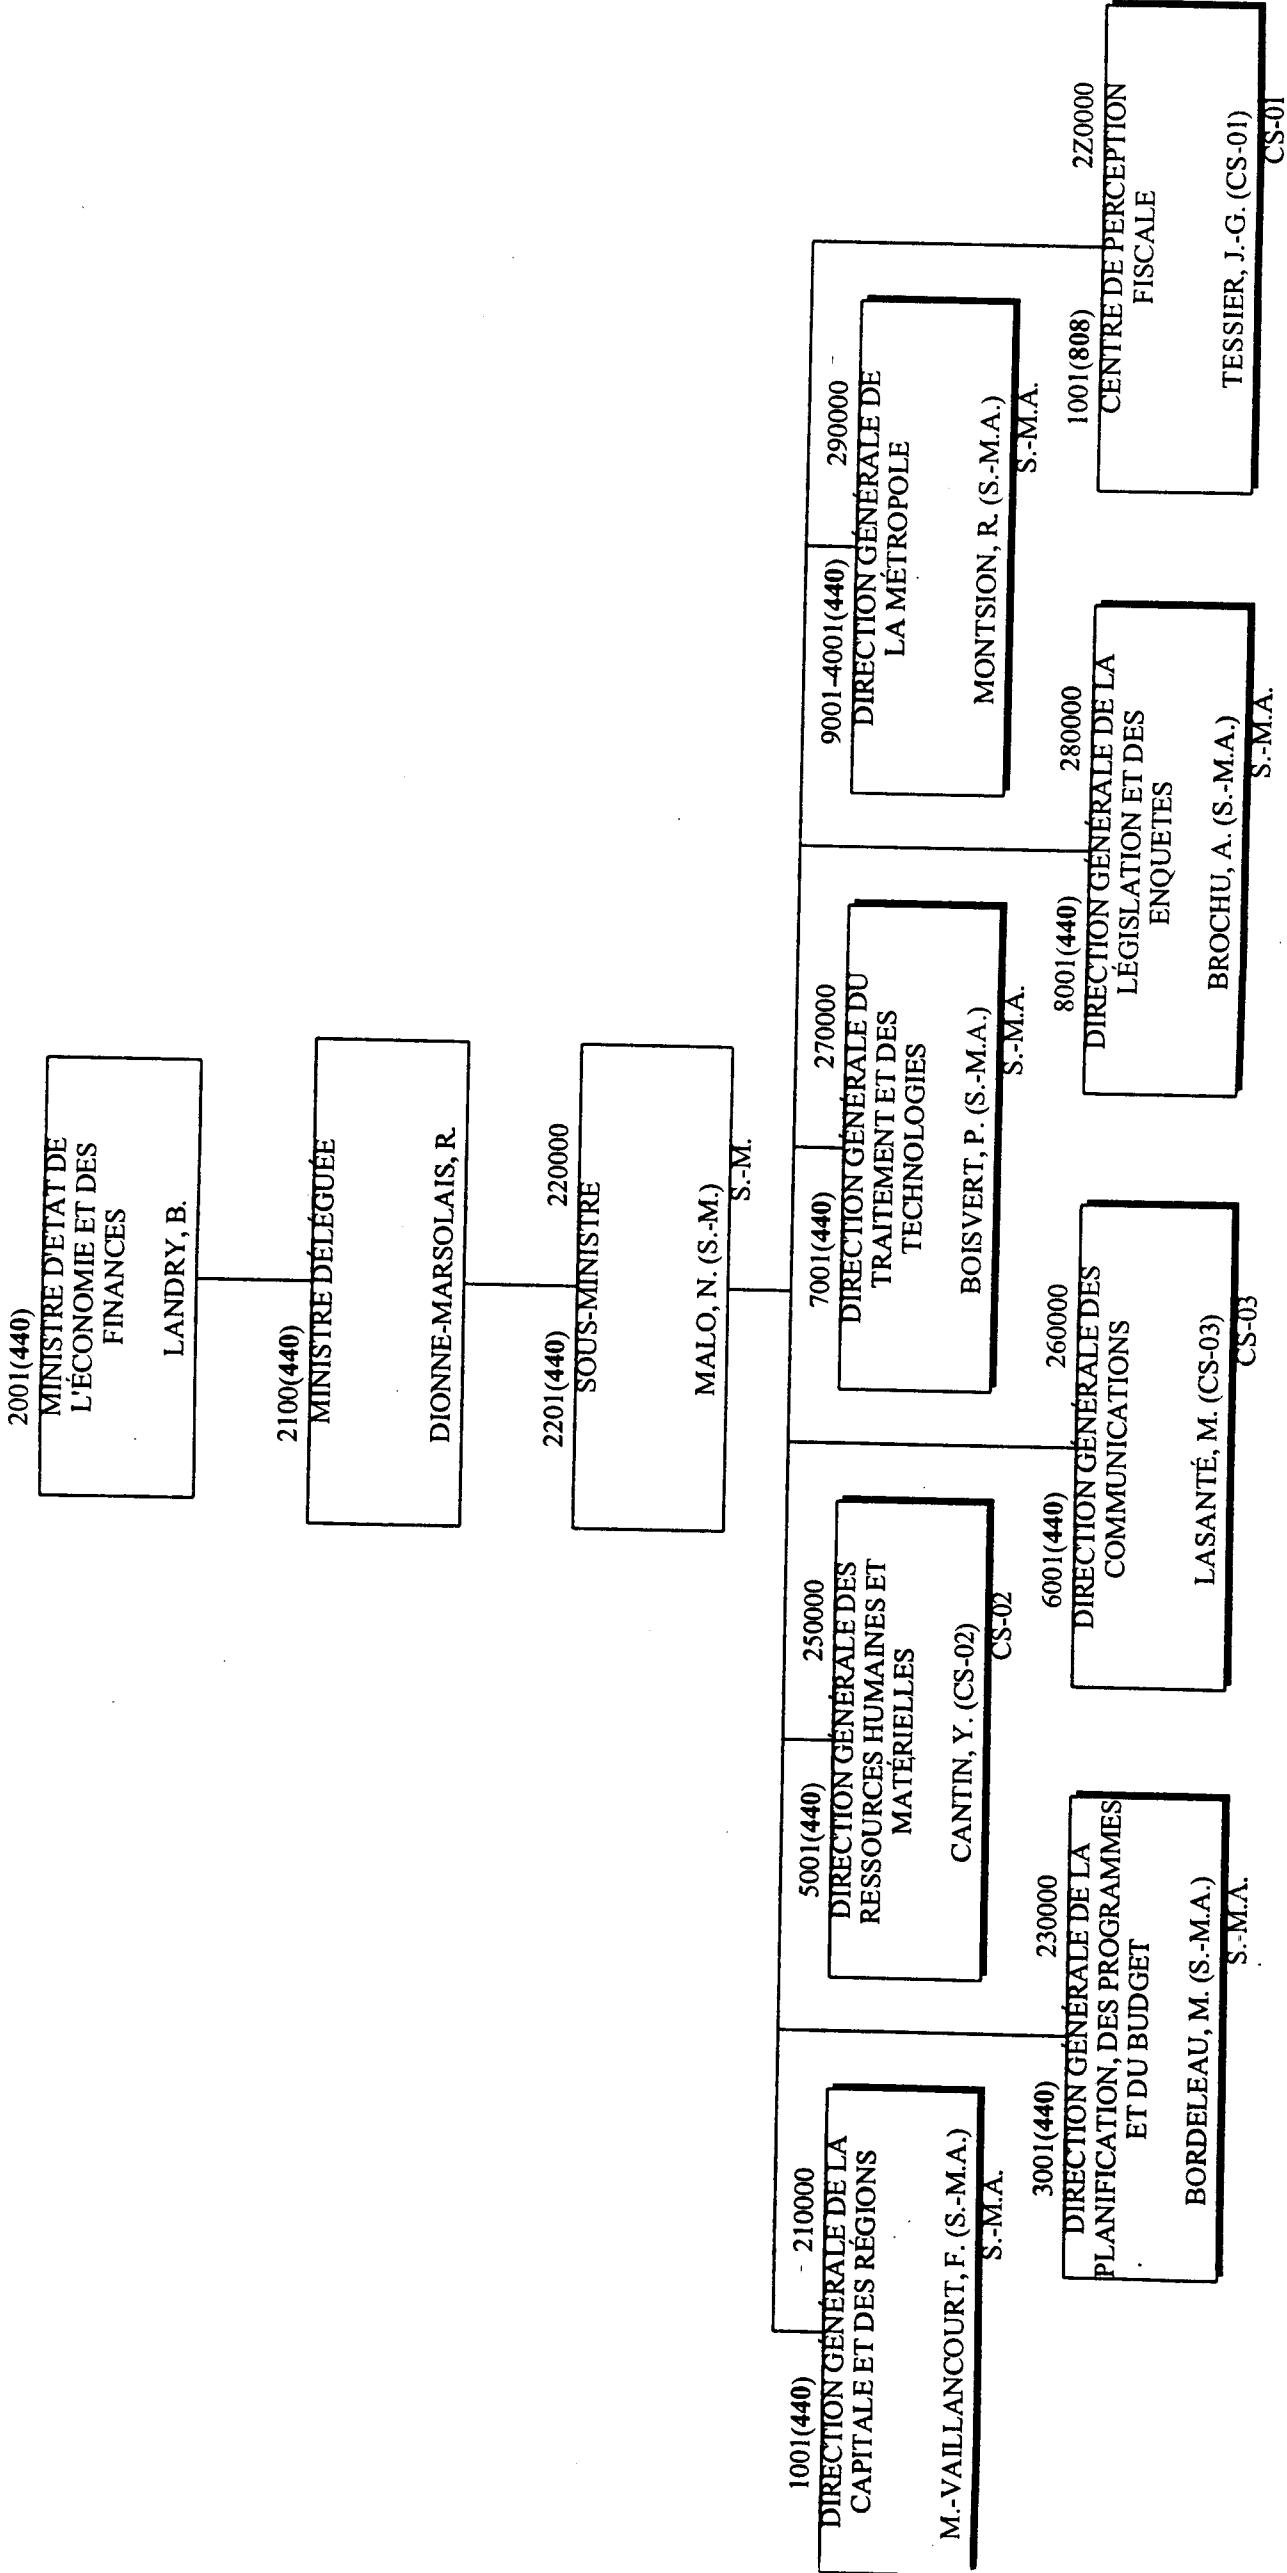 2001(440)
MINISTRE D'ETAT DE
L'ÉCONOMIE ET DES
FINANCES
LANDRY, B.
2100(440)
MINISTRE DÉLÉGUÉE
DIONNE-MARSOLAIS, R.
2201(440) 220000
SOUS-MINISTRE
MALO, N. (S.-M.)
S.-M.
1001(440) 210000
DIRECTION GÉNÉRALE DE LA
CAPITALE ET DES RÉGIONS
M.-VAILLANCOURT, F. (S.-M.A.)
S.-M.A.
5001(440) 250000
DIRECTION GÉNÉRALE DES
RESSOURCES HUMAINES ET
MATÉRIELLES
CANTIN, Y. (CS-02)
CS-02
7001(440) 270000
DIRECTION GÉNÉRALE DU
TRAITEMENT ET DES
TECHNOLOGIES
BOISVERT, P. (S.-M.A.)
S.-M.A.
9001-4001(440) 290000
DIRECTION GÉNÉRALE DE
LA MÉTROPOLE
MONTSION, R. (S.-M.A.)
S.-M.A.
3001(440) 230000
DIRECTION GÉNÉRALE DE LA
PLANIFICATION, DES PROGRAMMES
ET DU BUDGET
BORDELEAU, M. (S.-M.A.)
S.-M.A.
6001(440) 260000
DIRECTION GÉNÉRALE DES
COMMUNICATIONS
LASANTÉ, M. (CS-03)
CS-03
8001(440) 280000
DIRECTION GÉNÉRALE DE LA
LÉGISLATION ET DES
ENQUETES
BROCHU, A. (S.-M.A.)
S.-M.A.
1001(808) 2Z0000
CENTRE DE PERCEPTION
FISCALE
TESSIER, J.-G. (CS-01)
CS-01